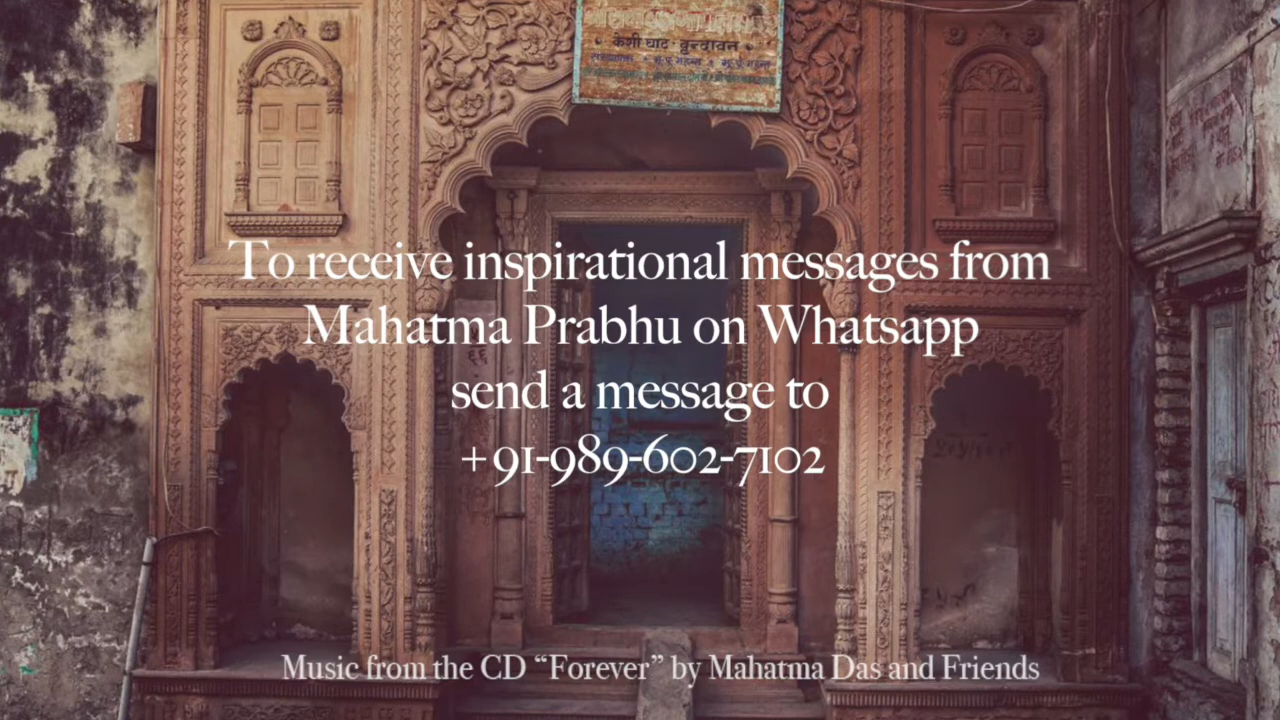 केशी घाट - वृन्दावन
To receive inspirational messages from
Mahatma Prabhu on Whatsapp
send a message to
+91-989-602-7102
Music from the CD “Forever” by Mahatma Das and Friends